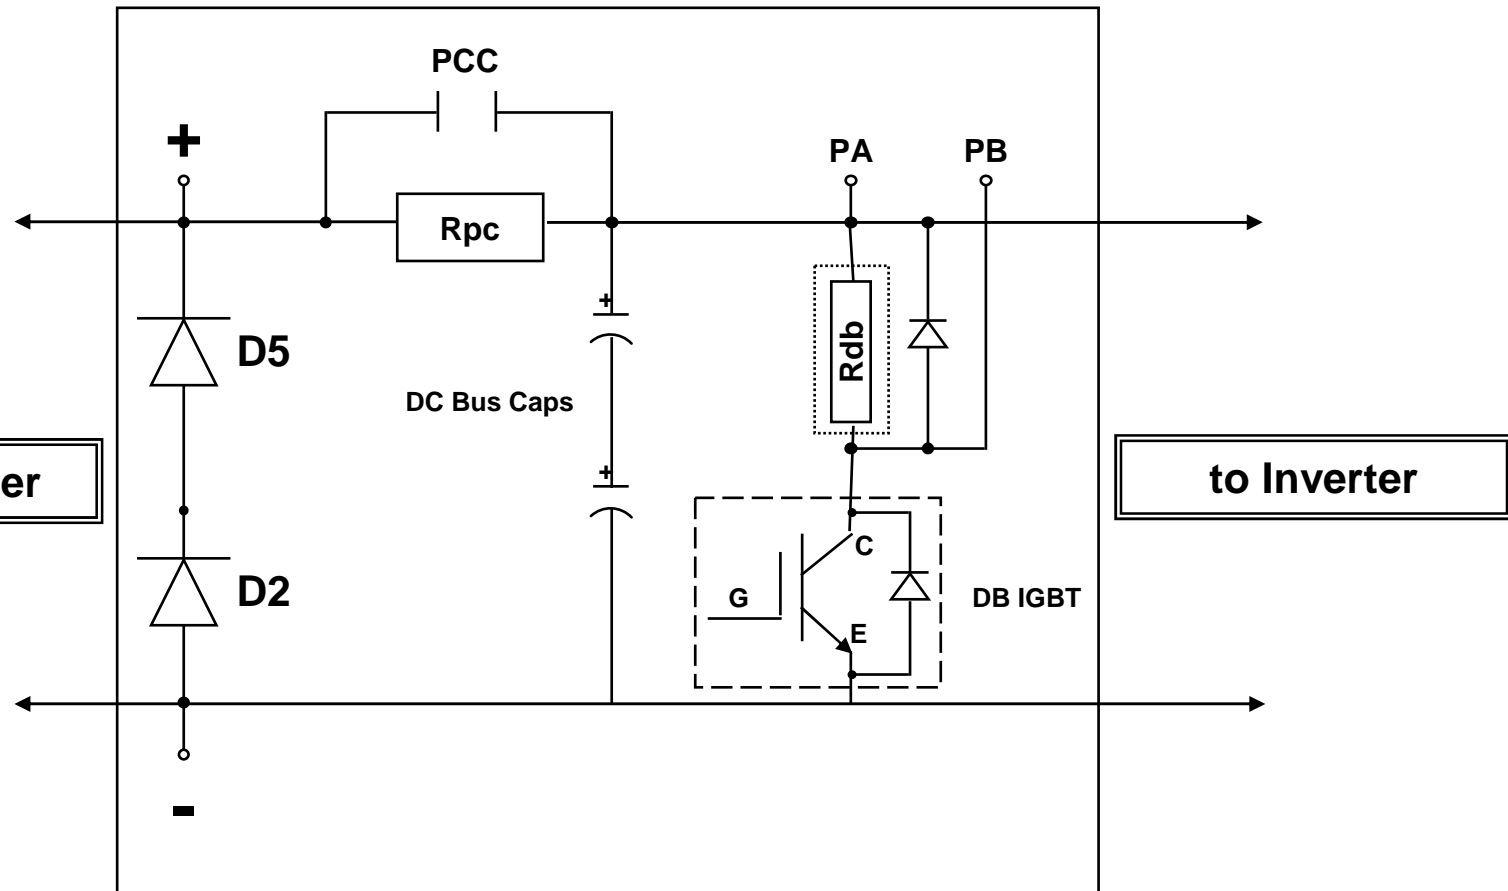 PCC
+
PA
PB
Rpc
+
D5
Rdb
DC Bus Caps
er
+
to Inverter
C
G
D2
DB IGBT
E
-